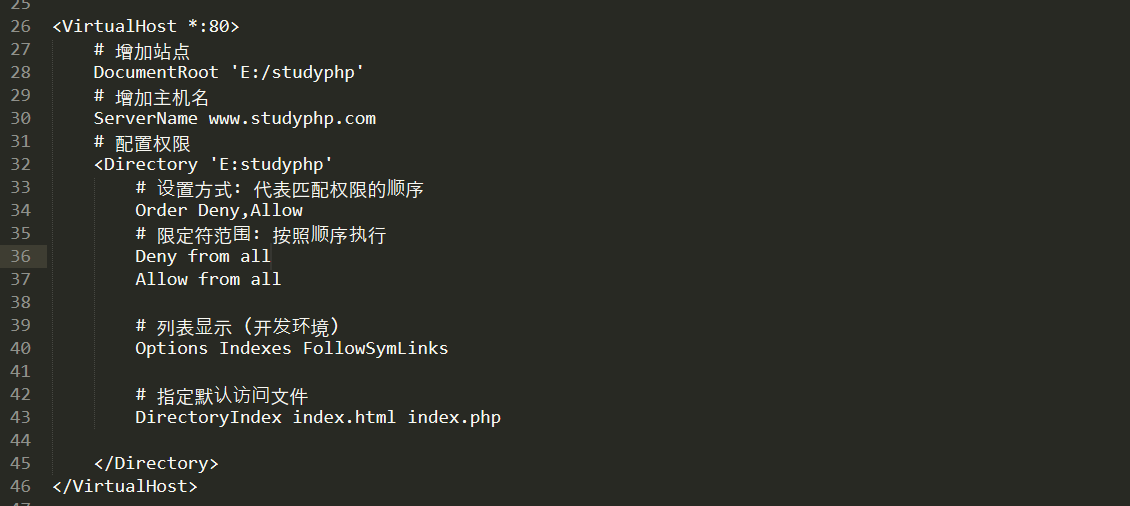 25
26 <VirtualHost *:80>
27 # 增加站点
28 DocumentRoot 'E:/studyphp'
29 # 增加主机名
30 ServerName www.studyphp.com
31 # 配置权限
32 <Directory 'E:studyphp'
33 # 设置方式: 代表匹配权限的顺序
34 Order Deny,Allow
35 # 限定符范围: 按照顺序执行
36 Deny from all
37 Allow from all
38
39 # 列表显示 (开发环境)
40 Options Indexes FollowSymLinks
41
42 # 指定默认访问文件
43 DirectoryIndex index.html index.php
44
45 </Directory>
46 </VirtualHost>
47